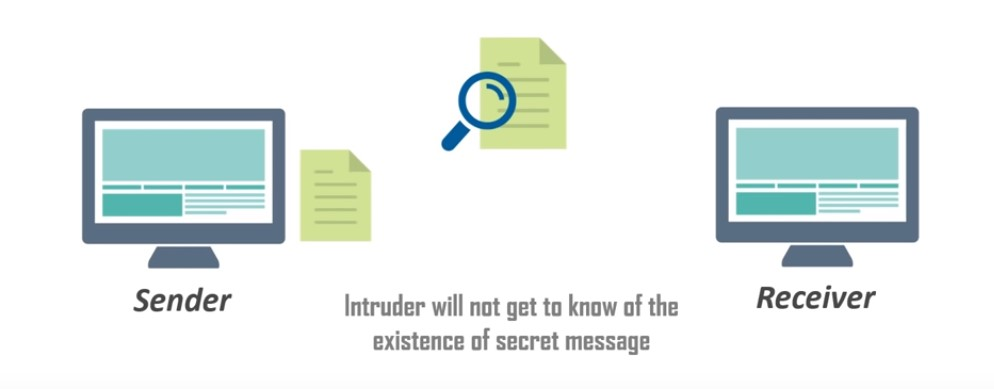 Sender
Receiver
Intruder will not get to know of the
existence of secret message